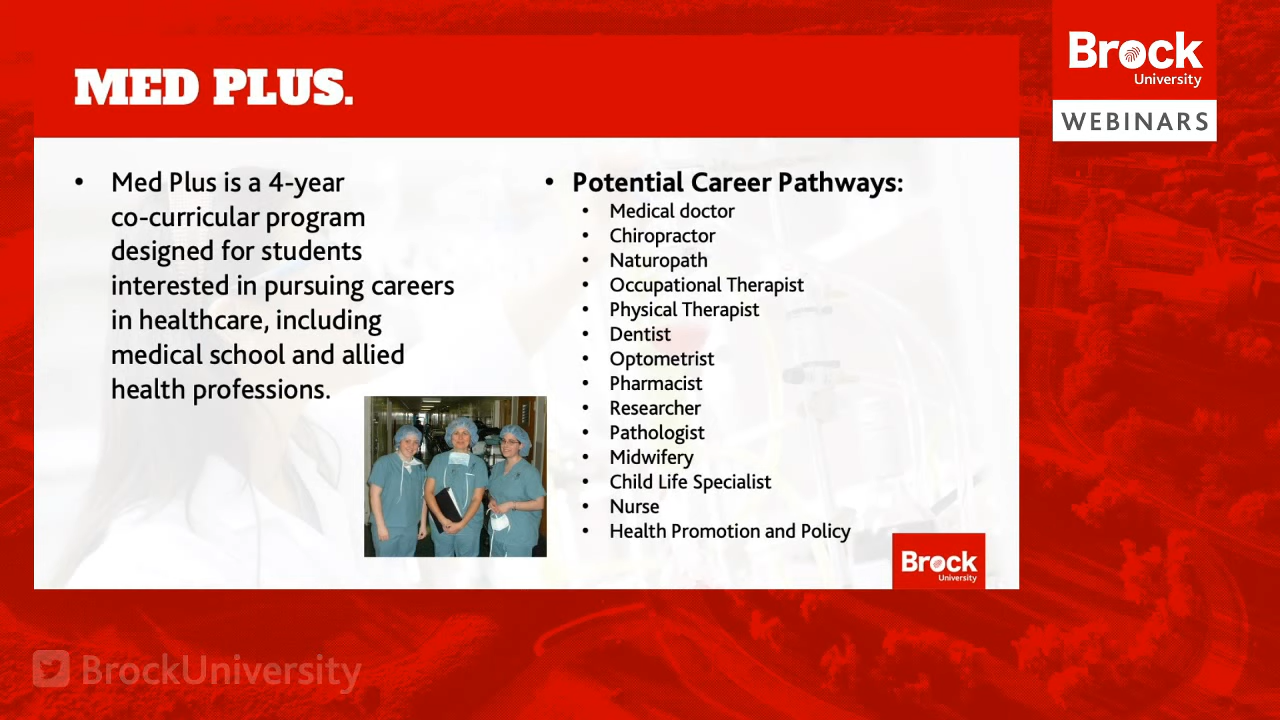 MED PLUS.
Brock
University
WEBINARS
• Med Plus is a 4-year
co-curricular program
designed for students
interested in pursuing careers
in healthcare, including
medical school and allied
health professions.
• Potential Career Pathways:
• Medical doctor
• Chiropractor
• Naturopath
• Occupational Therapist
• Physical Therapist
• Dentist
• Optometrist
• Pharmacist
• Researcher
• Pathologist
• Midwifery
• Child Life Specialist
• Nurse
• Health Promotion and Policy
Brock
University
BrockUniversity